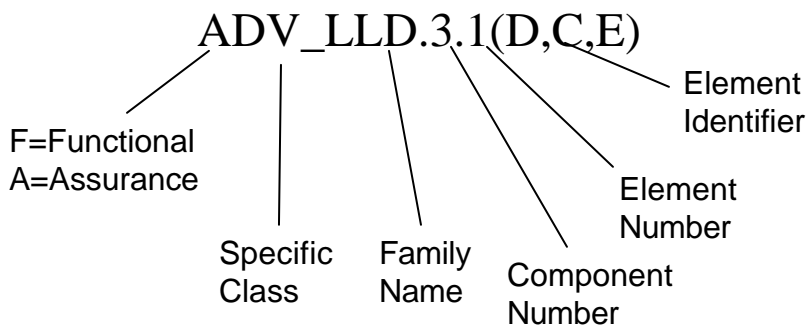 ADV_LLD.3.1(D,C,E)
F=Functional
A=Assurance
Specific
Class
Family
Name
Component
Number
Element
Number
Element
Identifier